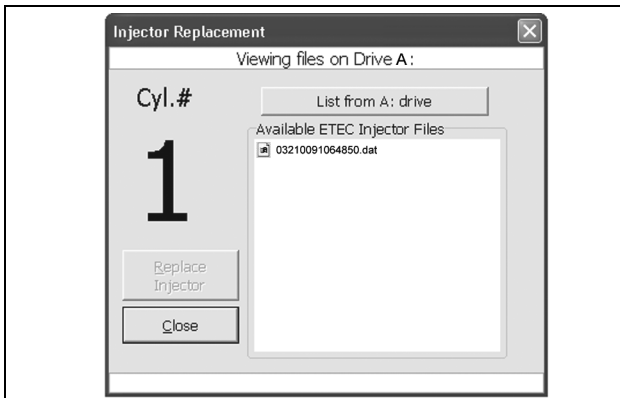 Injector Replacement
Viewing files on Drive A:
Cyl.#
1
List from A: drive
Available ETEC Injector Files
03210091064850.dat
Replace
Injector
Close